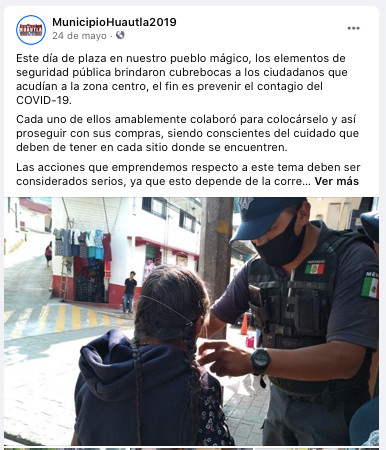 MunicipioHuautla2019
24 de mayo ·
Este día de plaza en nuestro pueblo mágico, los elementos de
seguridad pública brindaron cubrebocas a los ciudadanos que
acudían a la zona centro, el fin es prevenir el contagio del
COVID-19.
Cada uno de ellos amablemente colaboró para colocárselo y así
proseguir con sus compras, siendo conscientes del cuidado que
deben de tener en cada sitio donde se encuentren.
Las acciones que emprendemos respecto a este tema deben ser
considerados serios, ya que esto depende de la corre... Ver más